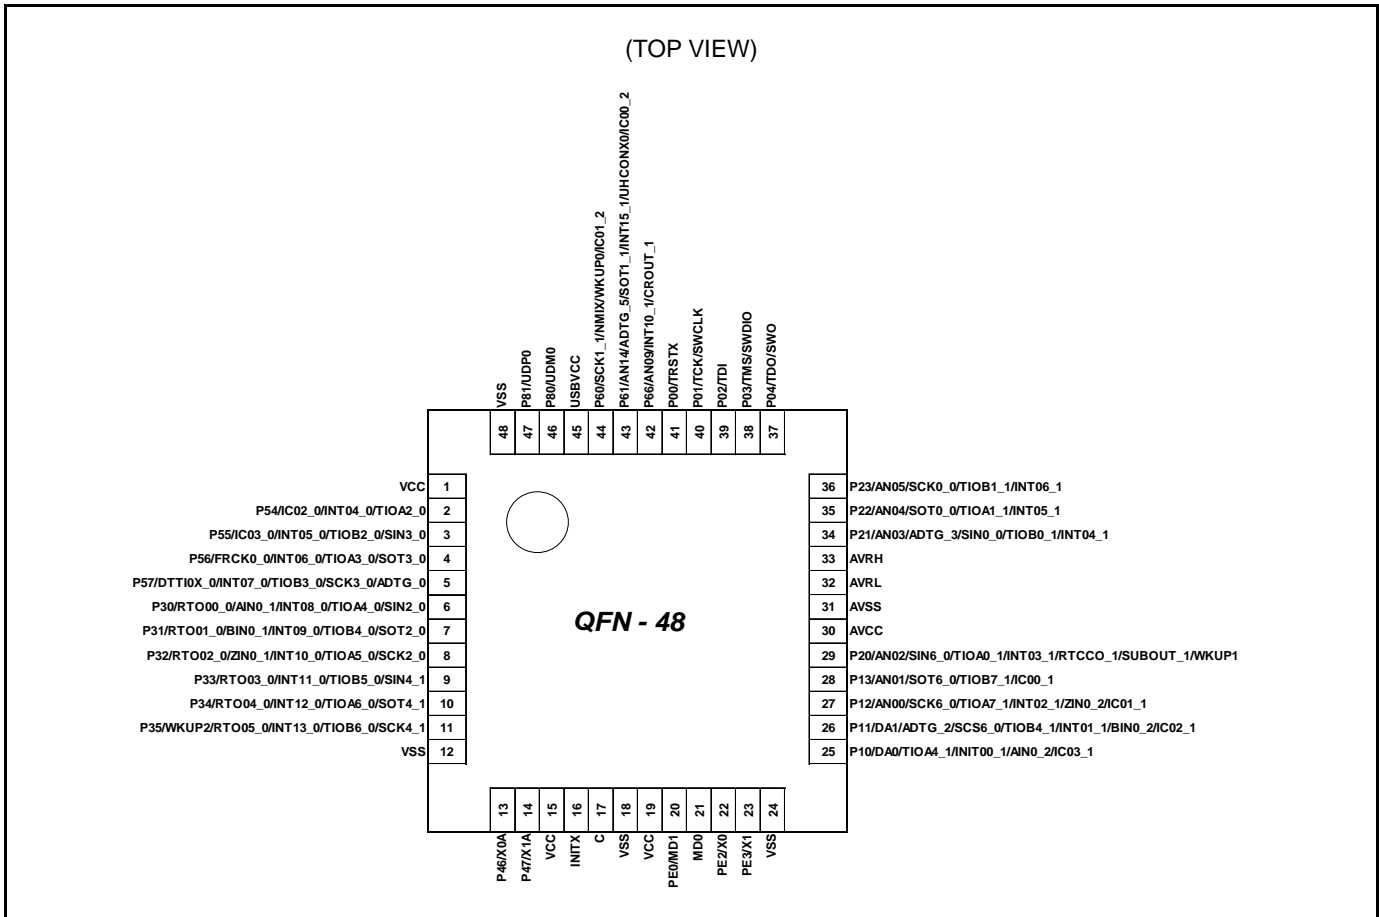 (TOP VIEW)
VSS
P81/UDP0
P80/UDM0
USBVCC
P60/SCK1_1/NMIX/WKUP0/IC01_2
P61/AN14/ADTG_5/SOT1_1/INT15_1/UHCONX0/IC00_2
P66/AN09/INT10_1/CROUT_1
P00/TRSTX
P01/TCK/SWCLK
P02/TDI
P03/TMS/SWDIO
P04/TDO/SWO
48 47 46 45 44 43 42 41 40 39 38 37
VCC 1
P54/IC02_0/INT04_0/TIOA2_0 2
P55/IC03_0/INT05_0/TIOB2_0/SIN3_0 3
P56/FRCK0_0/INT06_0/TIOA3_0/SOT3_0 4
P57/DTTI0X_0/INT07_0/TIOB3_0/SCK3_0/ADTG_0 5
P30/RTO00_0/AIN0_1/INT08_0/TIOA4_0/SIN2_0 6
P31/RTO01_0/BIN0_1/INT09_0/TIOB4_0/SOT2_0 7
P32/RTO02_0/ZIN0_1/INT10_0/TIOA5_0/SCK2_0 8
P33/RTO03_0/INT11_0/TIOB5_0/SIN4_1 9
P34/RTO04_0/INT12_0/TIOA6_0/SOT4_1 10
P35/WKUP2/RTO05_0/INT13_0/TIOB6_0/SCK4_1 11
VSS 12
QFN - 48
36 P23/AN05/SCK0_0/TIOB1_1/INT06_1
35 P22/AN04/SOT0_0/TIOA1_1/INT05_1
34 P21/AN03/ADTG_3/SIN0_0/TIOB0_1/INT04_1
33 AVRH
32 AVRL
31 AVSS
30 AVCC
29 P20/AN02/SIN6_0/TIOA0_1/INT03_1/RTCCO_1/SUBOUT_1/WKUP1
28 P13/AN01/SOT6_0/TIOB7_1/IC00_1
27 P12/AN00/SCK6_0/TIOA7_1/INT02_1/ZIN0_2/IC01_1
26 P11/DA1/ADTG_2/SCS6_0/TIOB4_1/INT01_1/BIN0_2/IC02_1
25 P10/DA0/TIOA4_1/INIT00_1/AIN0_2/IC03_1
13 14 15 16 17 18 19 20 21 22 23 24
P46/X0A
P47/X1A
VCC
INITX
C
VSS
VCC
PE0/MD1
MD0
PE2/X0
PE3/X1
VSS